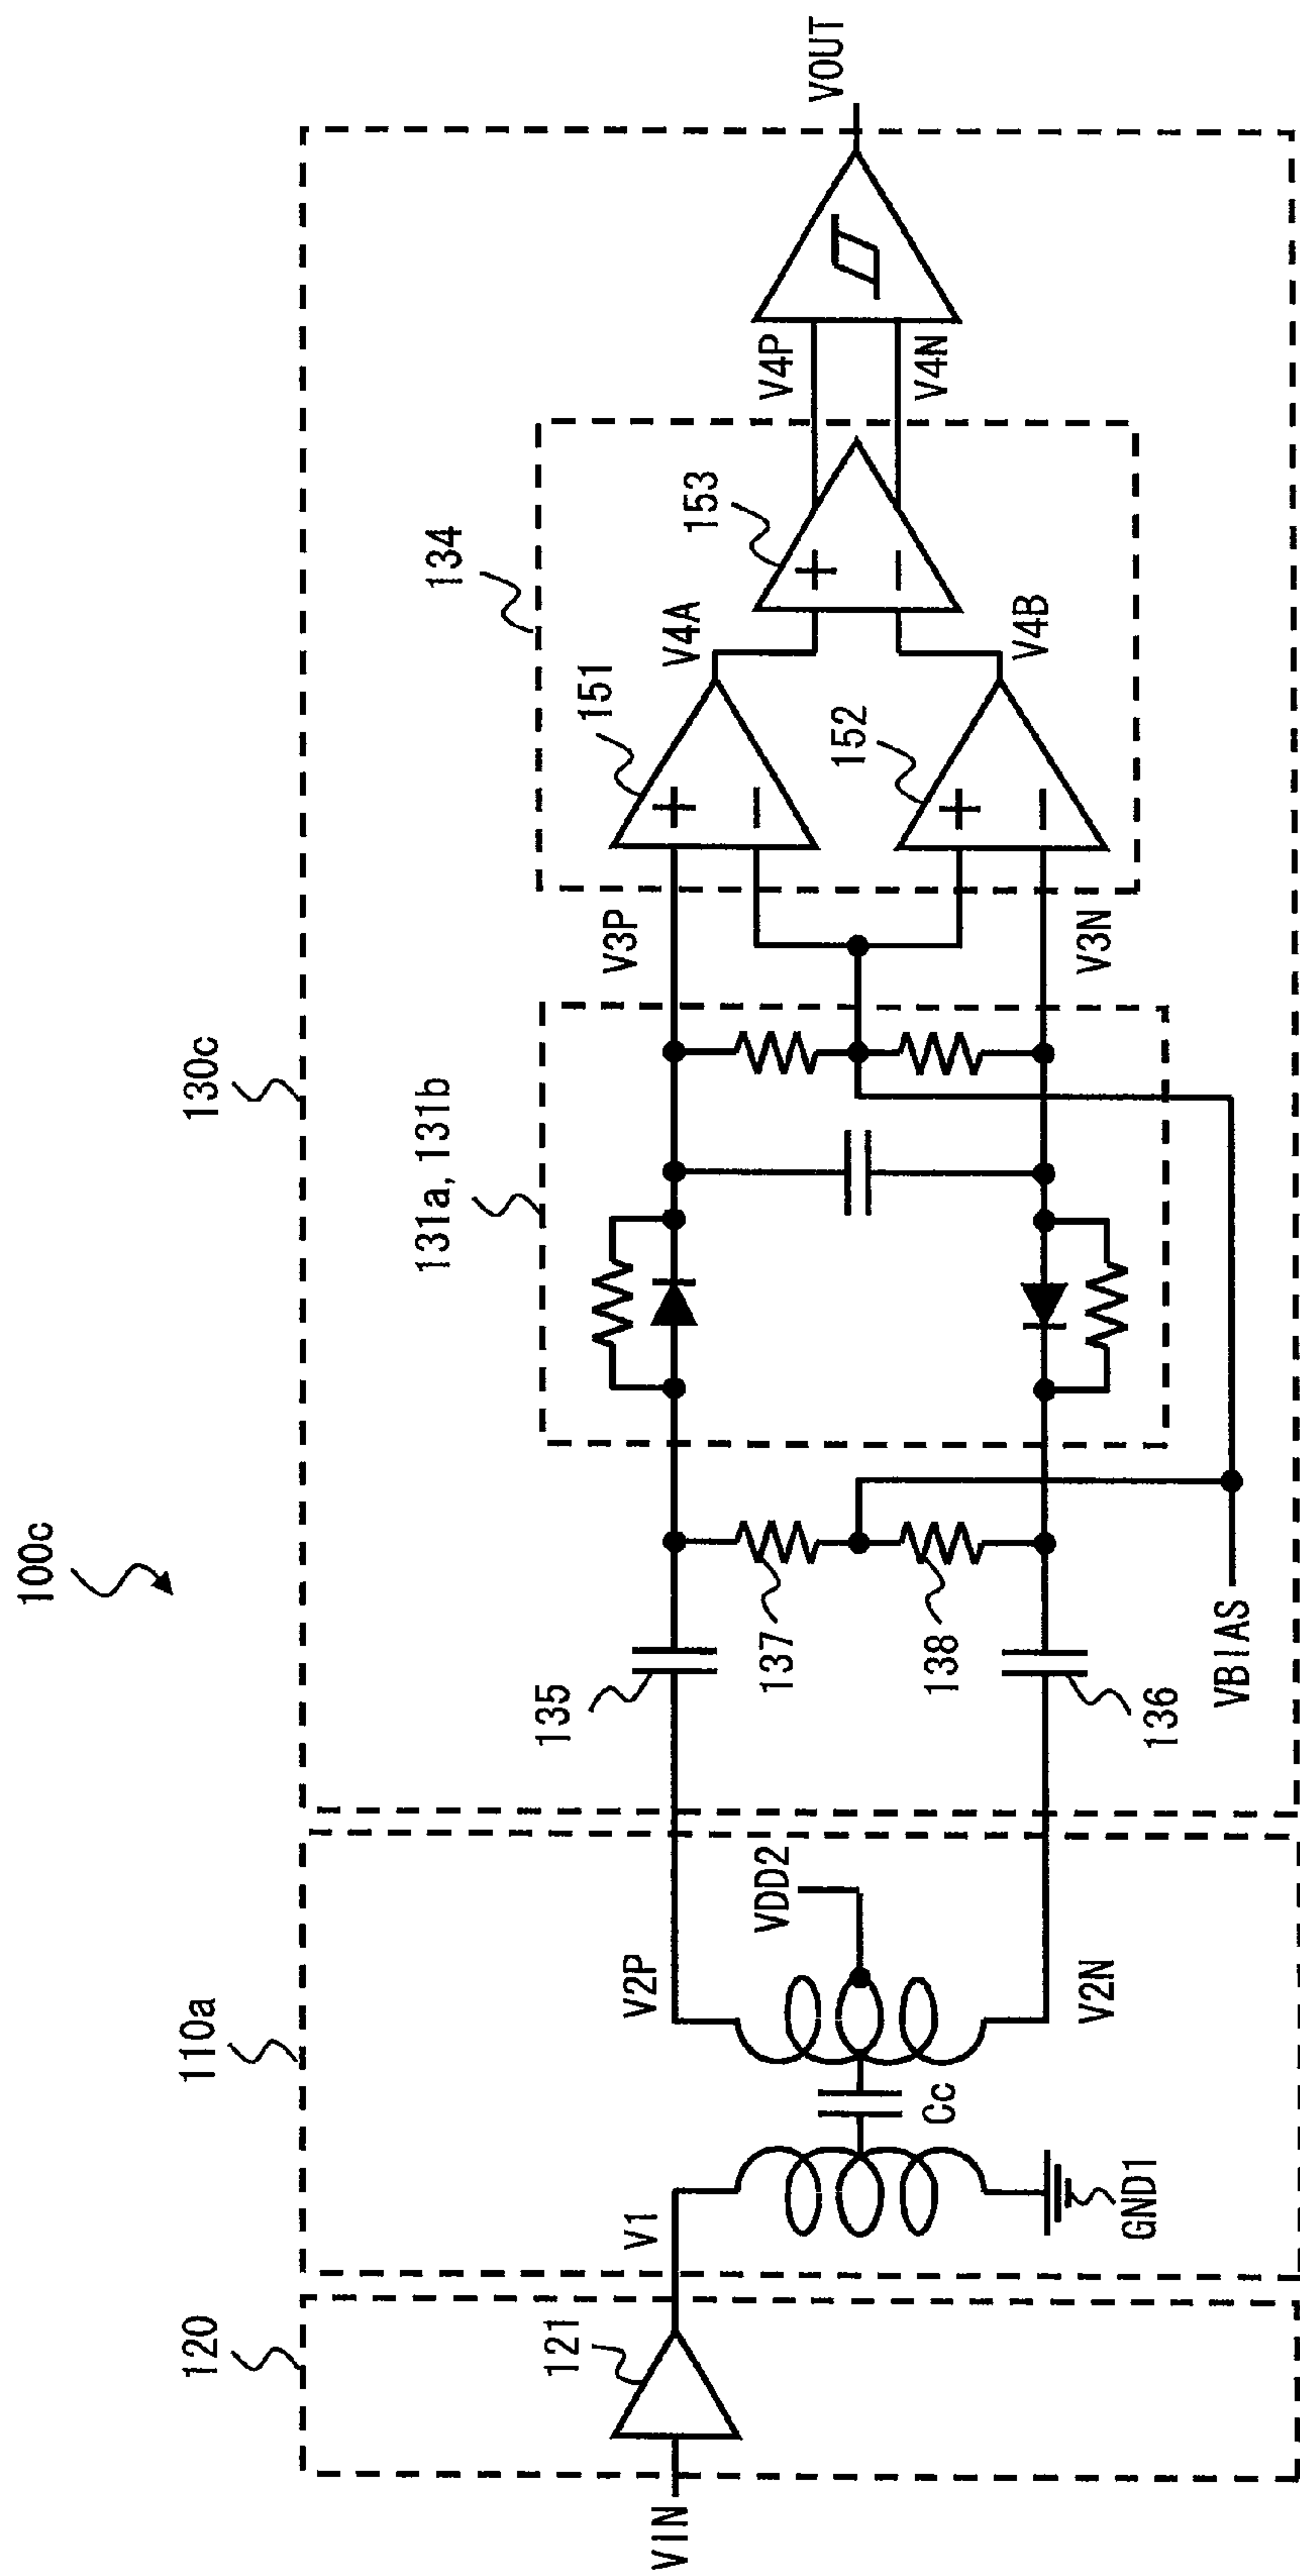 100c
120
110a
130c
VIN
121
V1
GND1
Cc
V2P
VDD2
V2N
135
137
138
136
VBIAS
131a, 131b
V3P
V3N
134
151
152
V4A
V4B
153
V4P
V4N
VOUT